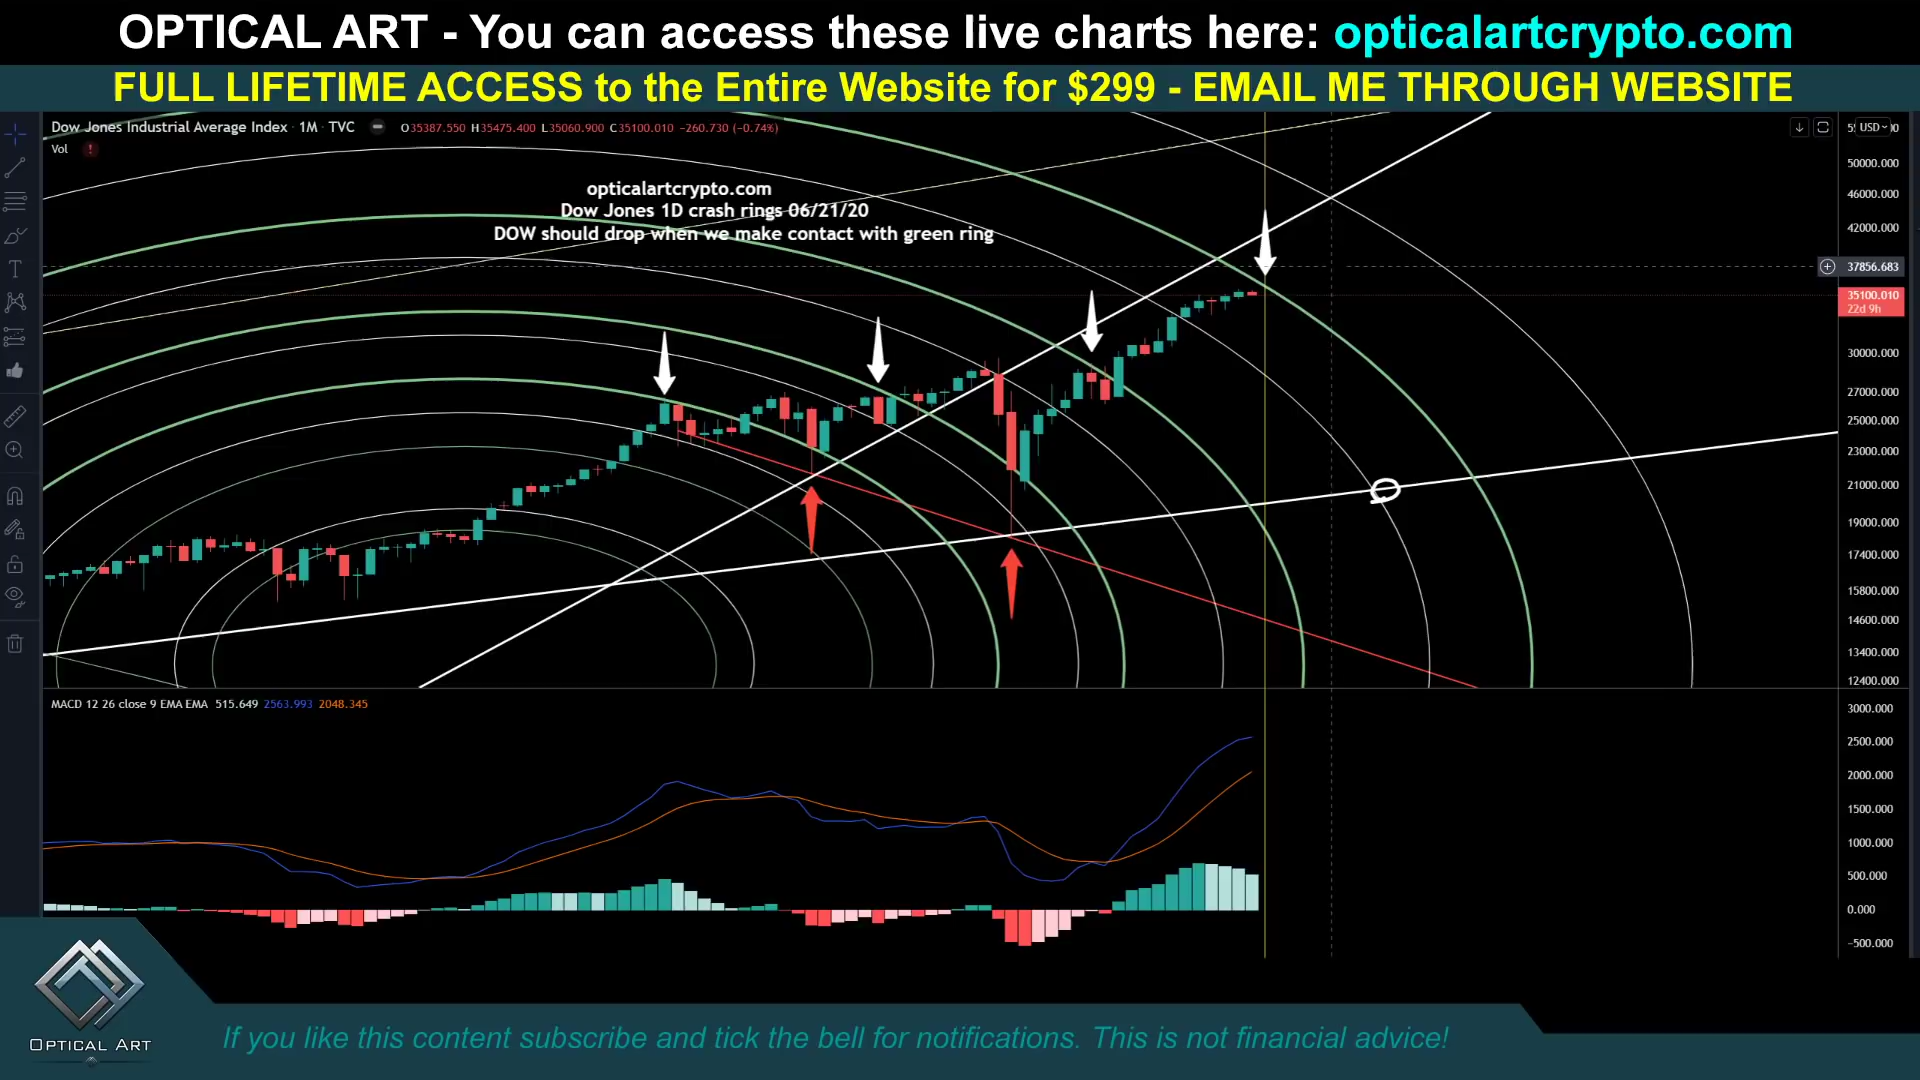 OPTICAL ART - You can access these live charts here: opticalartcrypto.com
FULL LIFETIME ACCESS to the Entire Website for $299 - EMAIL ME THROUGH WEBSITE
Dow Jones Industrial Average Index · 1M · TVC O35387.550 H35475.400 L35060.900 C35100.010 −260.730 (−0.74%)
Vol !
USD
opticalartcrypto.com
Dow Jones 1D crash rings 06/21/20
DOW should drop when we make contact with green ring
50000.000
46000.000
42000.000
37856.683
35100.010
22d 9h
30000.000
27000.000
25000.000
23000.000
21000.000
19000.000
17400.000
15800.000
14600.000
13400.000
12400.000
MACD 12 26 close 9 EMA EMA 515.649 2563.993 2048.345
3000.000
2500.000
2000.000
1500.000
1000.000
500.000
0.000
−500.000
OPTICAL ART
If you like this content subscribe and tick the bell for notifications. This is not financial advice!